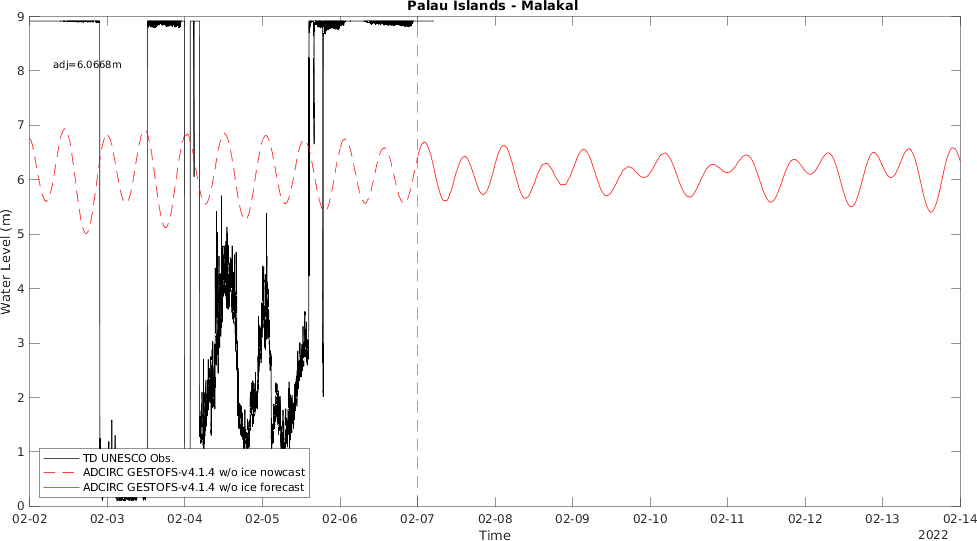 Palau Islands - Malakal
9
8
7
6
5
4
3
2
1
0
Water Level (m)
adj=6.0668m
TD UNESCO Obs.
ADCIRC GESTOFS-v4.1.4 w/o ice nowcast
ADCIRC GESTOFS-v4.1.4 w/o ice forecast
02-02 02-03 02-04 02-05 02-06 02-07 02-08 02-09 02-10 02-11 02-12 02-13 02-14
Time
2022